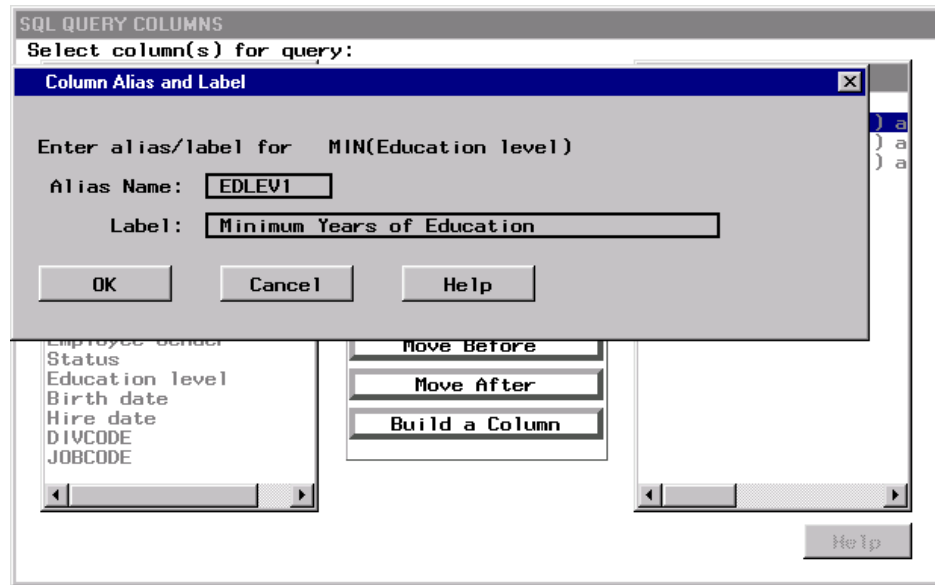 SQL QUERY COLUMNS
Select column(s) for query:
Column Alias and Label
Enter alias/label for MIN(Education level)
Alias Name: EDLEV1
Label: Minimum Years of Education
OK Cancel Help
) a
) a
) a
Employee Gender
Status
Education level
Birth date
Hire date
DIVCODE
JOBCODE
Move Before
Move After
Build a Column
Help